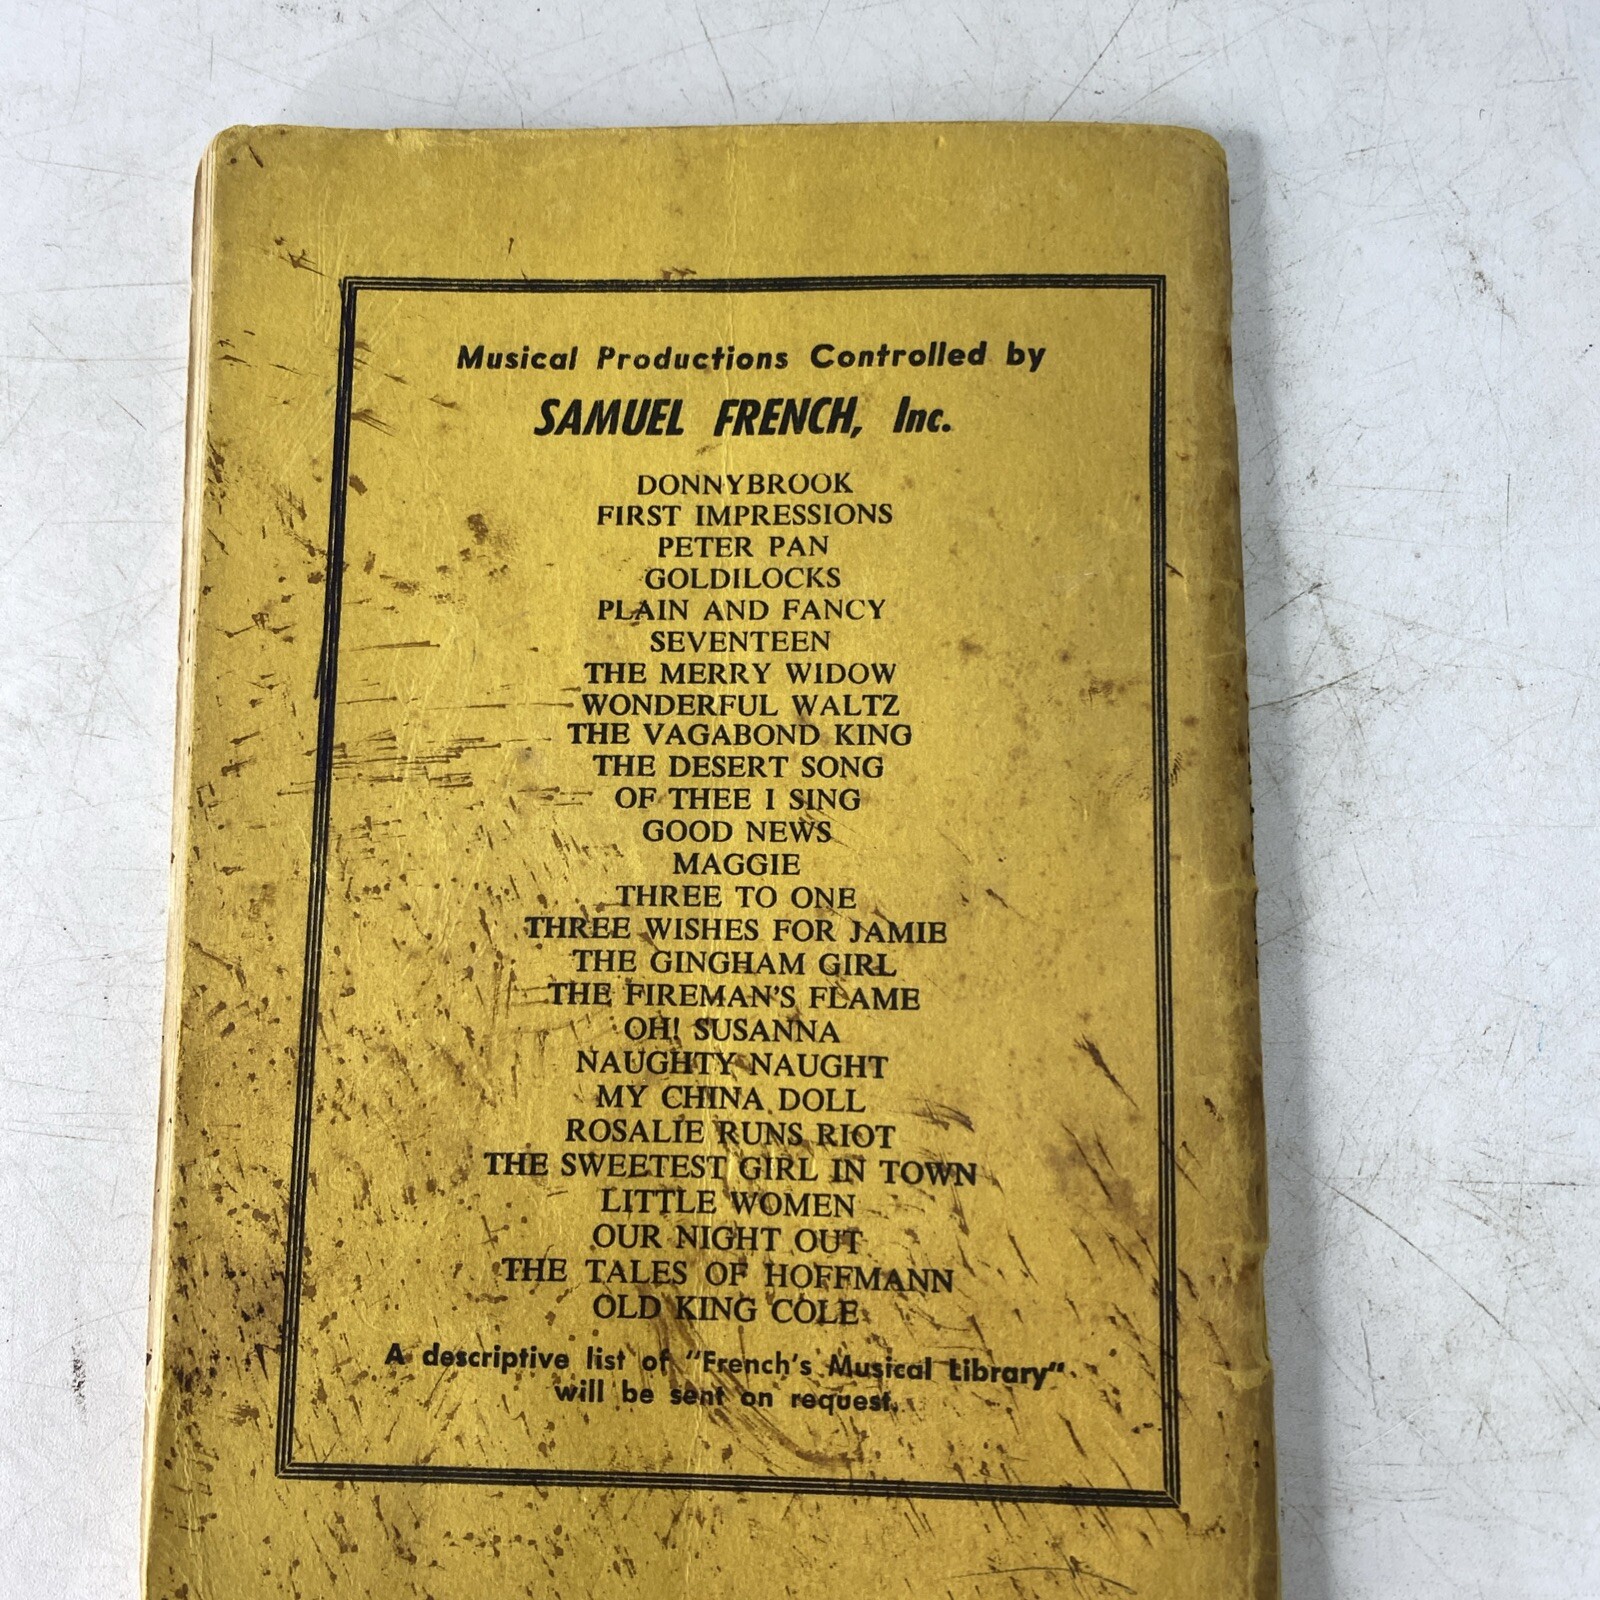 Musical Productions Controlled by
SAMUEL FRENCH, Inc.
DONNYBROOK
FIRST IMPRESSIONS
PETER PAN
GOLDILOCKS
PLAIN AND FANCY
SEVENTEEN
THE MERRY WIDOW
WONDERFUL WALTZ
THE VAGABOND KING
THE DESERT SONG
OF THEE I SING
GOOD NEWS
MAGGIE
THREE TO ONE
THREE WISHES FOR JAMIE
THE GINGHAM GIRL
THE FIREMAN'S FLAME
OH! SUSANNA
NAUGHTY NAUGHT
MY CHINA DOLL
ROSALIE RUNS RIOT
THE SWEETEST GIRL IN TOWN
LITTLE WOMEN
OUR NIGHT OUT
THE TALES OF HOFFMANN
OLD KING COLE
A descriptive list of "French's Musical Library"
will be sent on request.